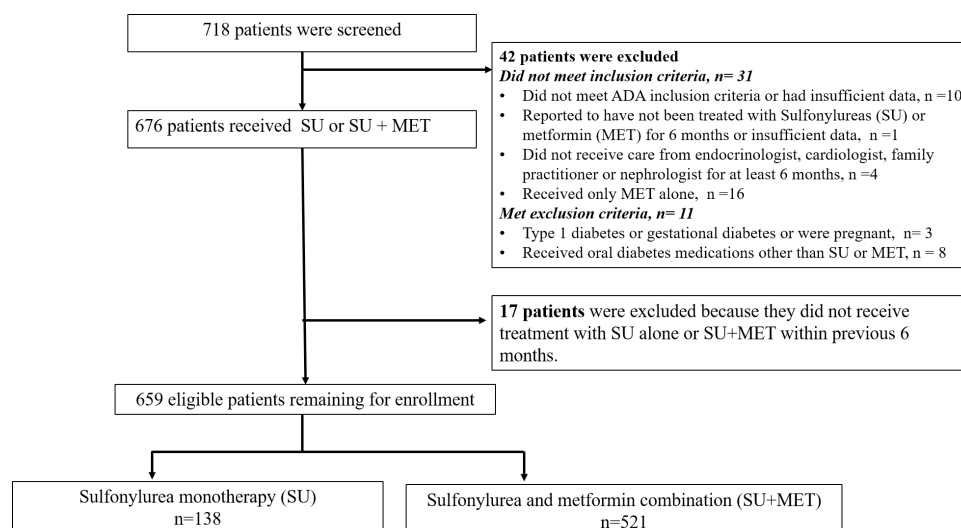 718 patients were screened
42 patients were excluded
Did not meet inclusion criteria, n= 31
• Did not meet ADA inclusion criteria or had insufficient data, n =10
• Reported to have not been treated with Sulfonylureas (SU) or
metformin (MET) for 6 months or insufficient data, n =1
• Did not receive care from endocrinologist, cardiologist, family
practitioner or nephrologist for at least 6 months, n =4
• Received only MET alone, n =16
Met exclusion criteria, n= 11
• Type 1 diabetes or gestational diabetes or were pregnant, n= 3
• Received oral diabetes medications other than SU or MET, n = 8
676 patients received SU or SU + MET
17 patients were excluded because they did not receive
treatment with SU alone or SU+MET within previous 6
months.
659 eligible patients remaining for enrollment
Sulfonylurea monotherapy (SU)
n=138
Sulfonylurea and metformin combination (SU+MET)
n=521